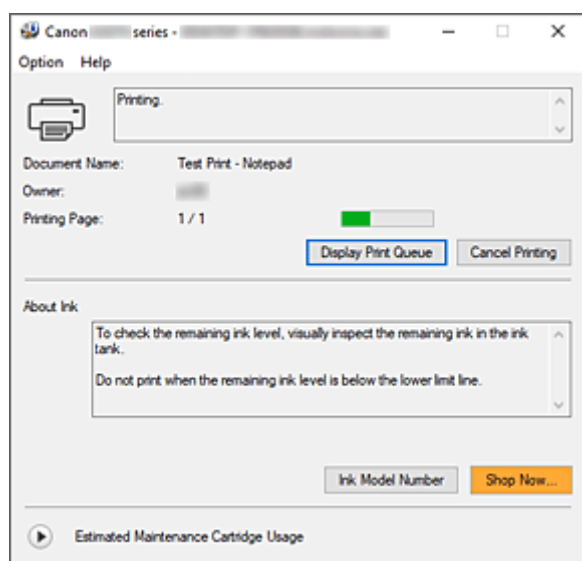 Canon series -
Option Help
Printing.
Document Name: Test Print - Notepad
Owner:
Printing Page: 1 / 1
Display Print Queue Cancel Printing
About Ink
To check the remaining ink level, visually inspect the remaining ink in the ink
tank.
Do not print when the remaining ink level is below the lower limit line.
Ink Model Number Shop Now...
Estimated Maintenance Cartridge Usage